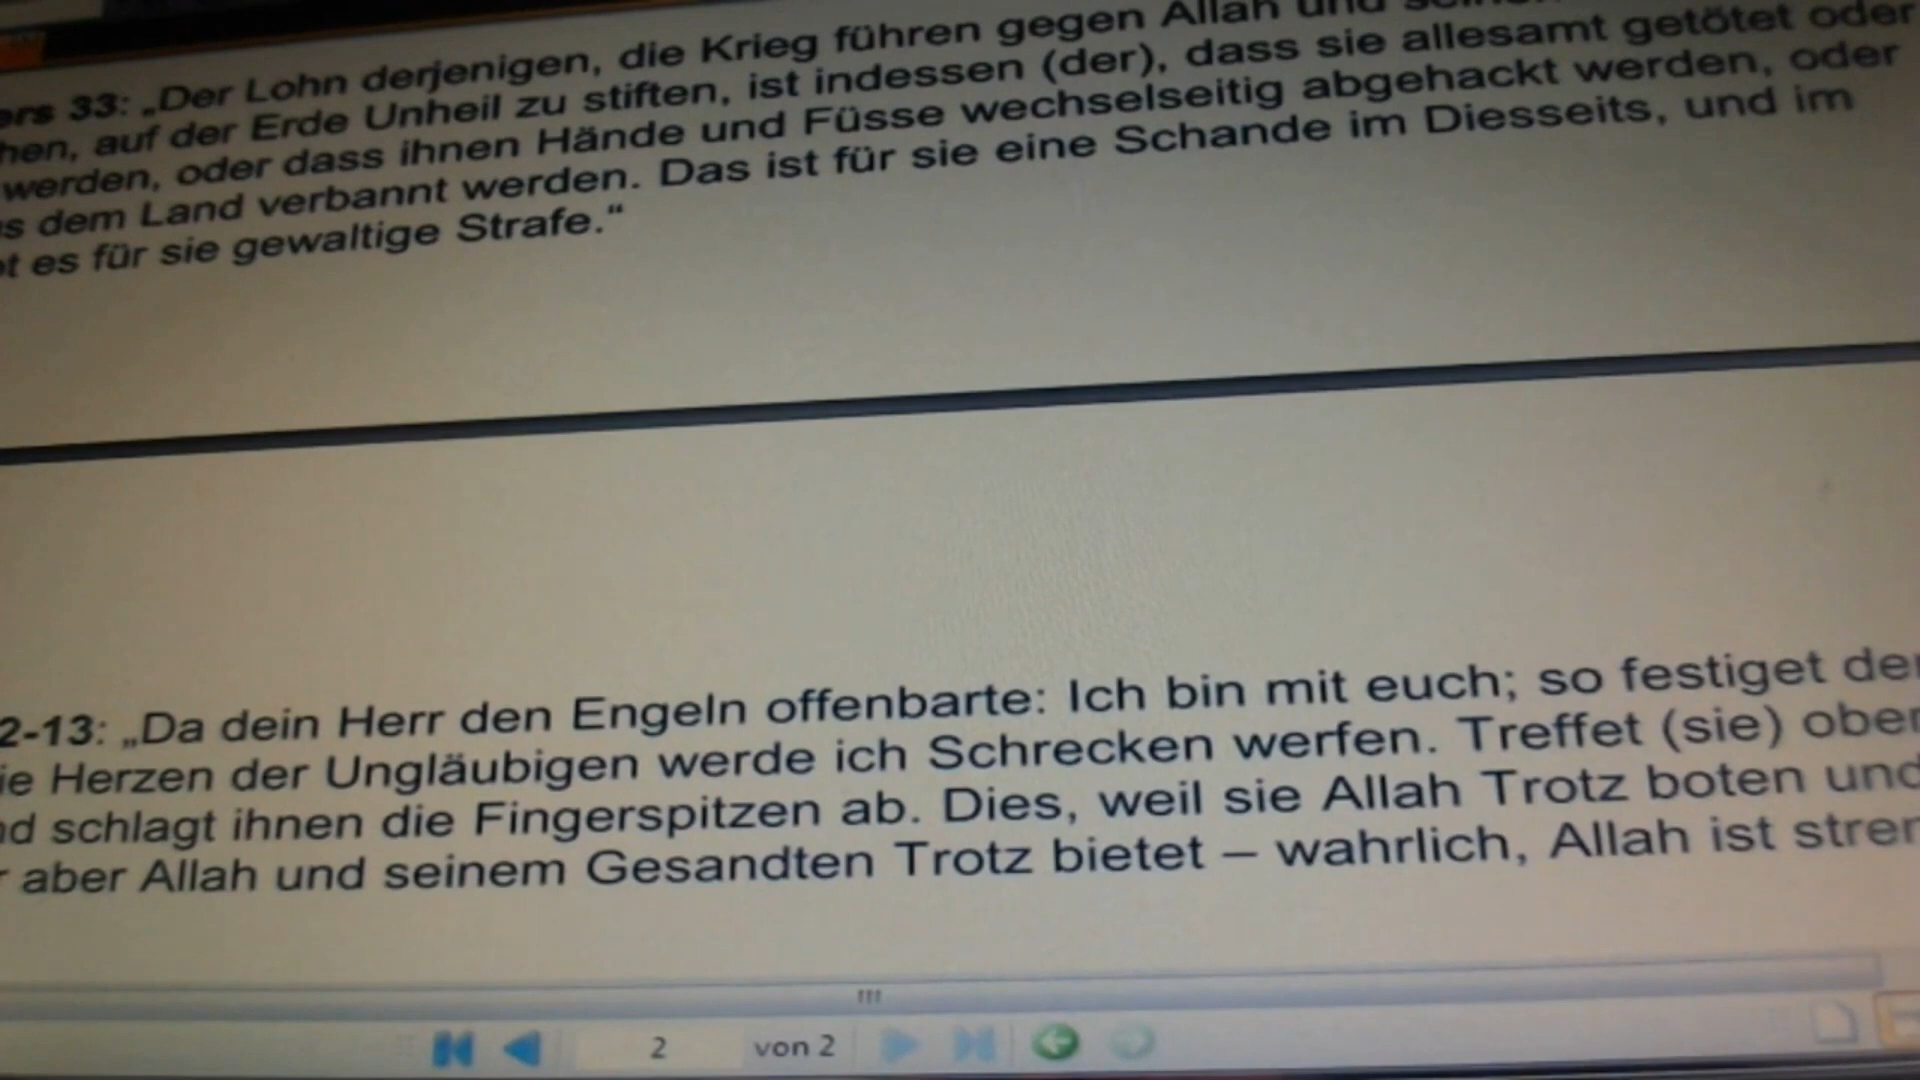 ers 33: „Der Lohn derjenigen, die Krieg führen gegen Allah und
hen, auf der Erde Unheil zu stiften, ist indessen (der), dass sie allesamt getötet oder
werden, oder dass ihnen Hände und Füsse wechselseitig abgehackt werden, oder
s dem Land verbannt werden. Das ist für sie eine Schande im Diesseits, und im
t es für sie gewaltige Strafe.“
2-13: „Da dein Herr den Engeln offenbarte: Ich bin mit euch; so festiget de
ie Herzen der Ungläubigen werde ich Schrecken werfen. Treffet (sie) ober
nd schlagt ihnen die Fingerspitzen ab. Dies, weil sie Allah Trotz boten und
r aber Allah und seinem Gesandten Trotz bietet – wahrlich, Allah ist stren
2 von 2